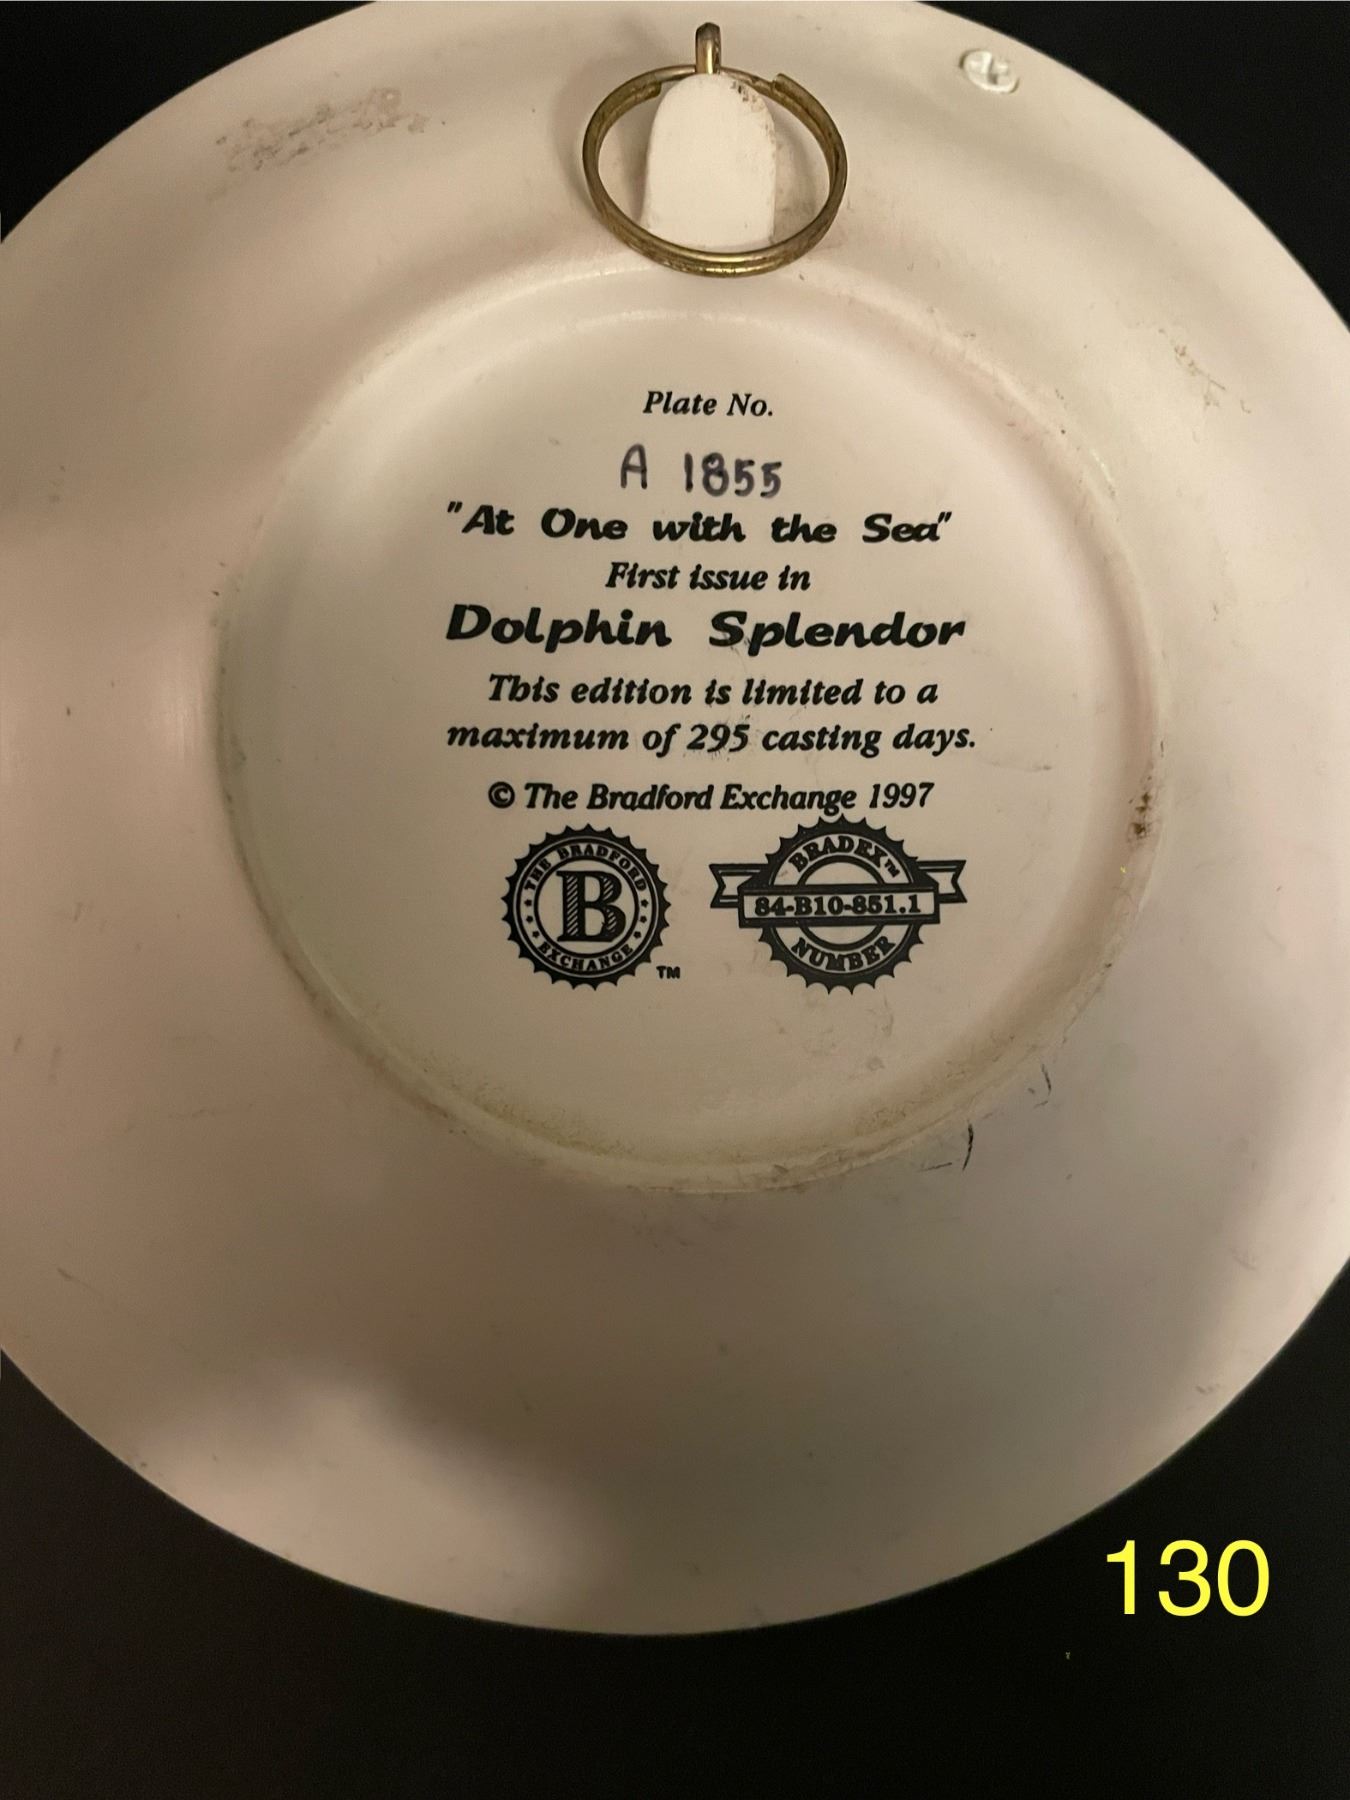 Plate No.
A 1855
"At One with the Sea"
First issue in
Dolphin Splendor
This edition is limited to a
maximum of 295 casting days.
© The Bradford Exchange 1997
THE BRADFORD
B
EXCHANGE
TM
BRADEX™
84-B10-851.1
NUMBER
130